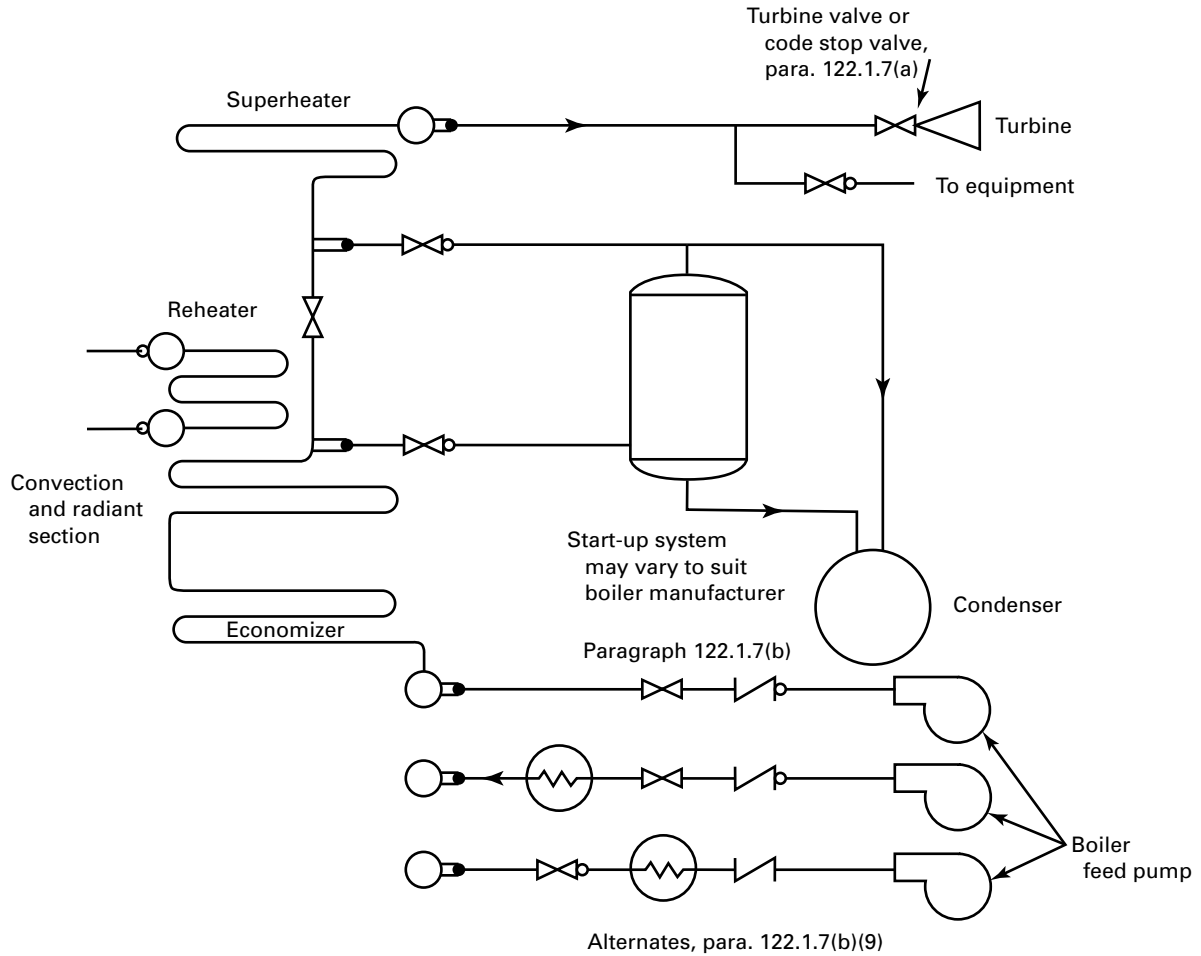 Turbine valve or
code stop valve,
para. 122.1.7(a)
Superheater
Turbine
To equipment
Reheater
Convection
and radiant
section
Start-up system
may vary to suit
boiler manufacturer
Condenser
Economizer
Paragraph 122.1.7(b)
Boiler
feed pump
Alternates, para. 122.1.7(b)(9)